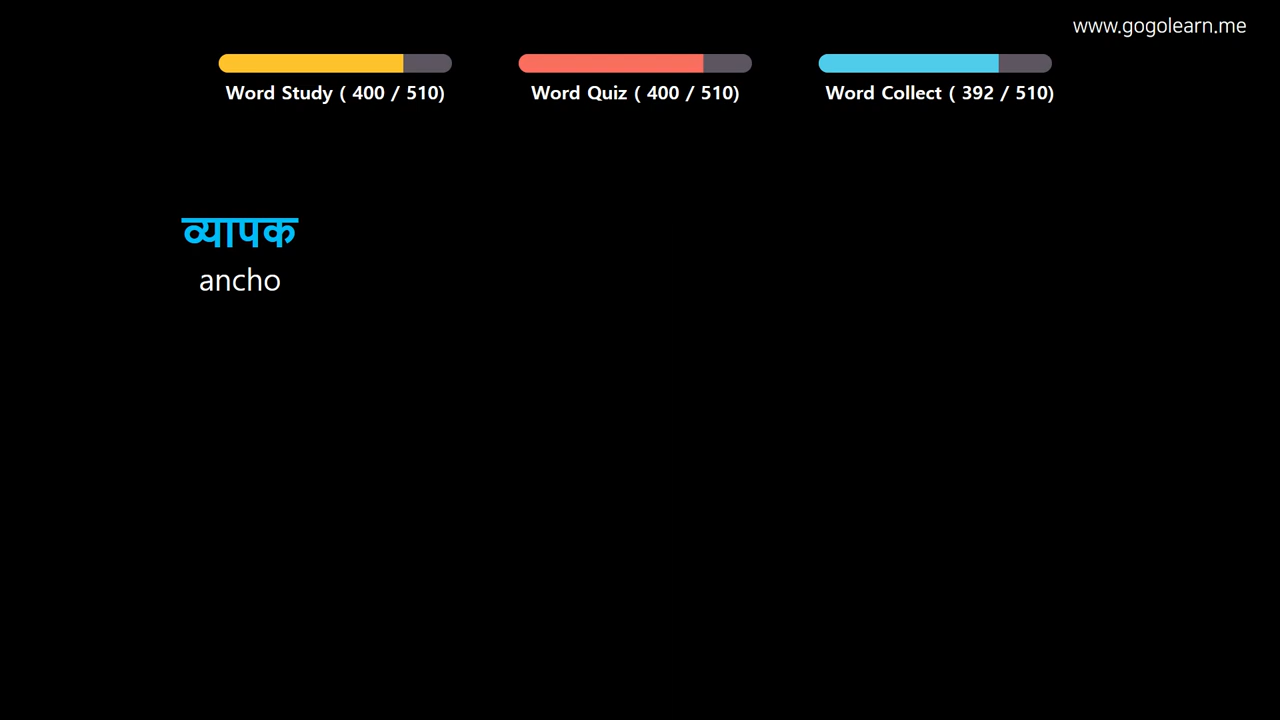 www.gogolearn.me
Word Study ( 400 / 510)
Word Quiz ( 400 / 510)
Word Collect ( 392 / 510)
व्यापक
ancho